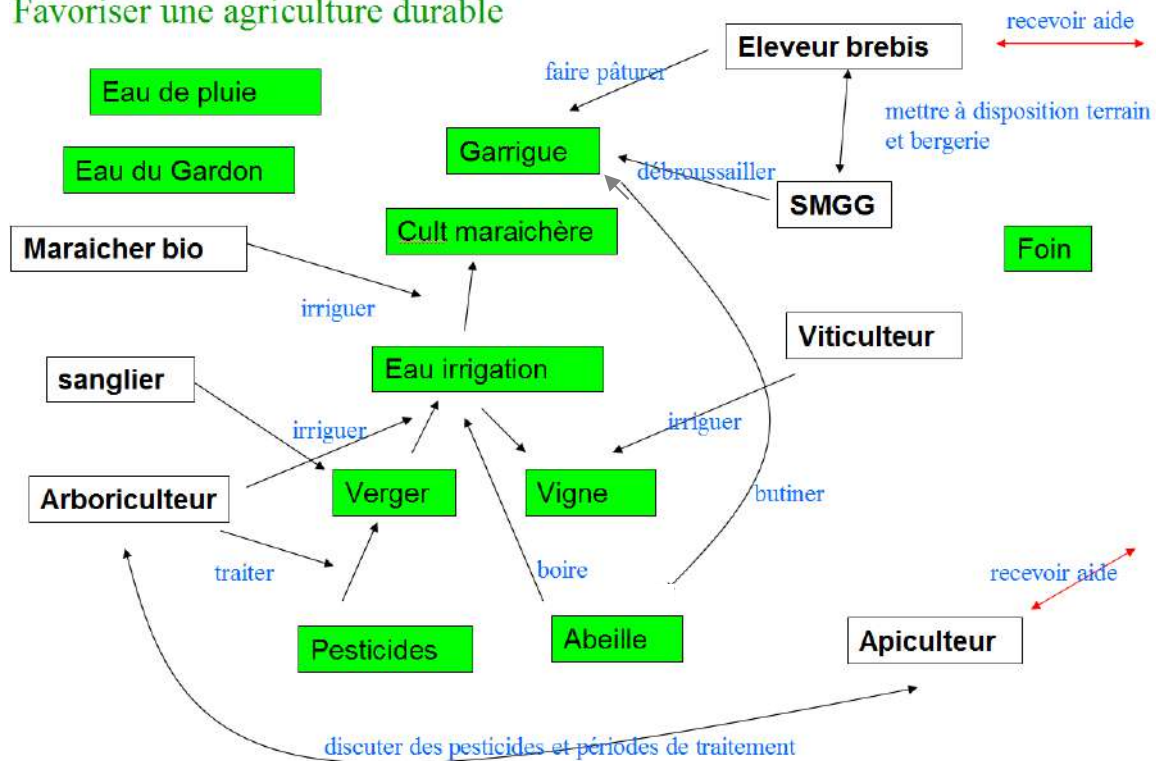 Favoriser une agriculture durable
recevoir aide
Eleveur brebis
faire pâturer
Eau de pluie
mettre à disposition terrain
et bergerie
Garrigue
Eau du Gardon
débroussailler
SMGG
Cult maraichère
Maraicher bio
Foin
irriguer
Viticulteur
Eau irrigation
sanglier
irriguer
irriguer
Arboriculteur
Verger
Vigne
butiner
traiter
boire
recevoir aide
Pesticides
Abeille
Apiculteur
discuter des pesticides et périodes de traitement